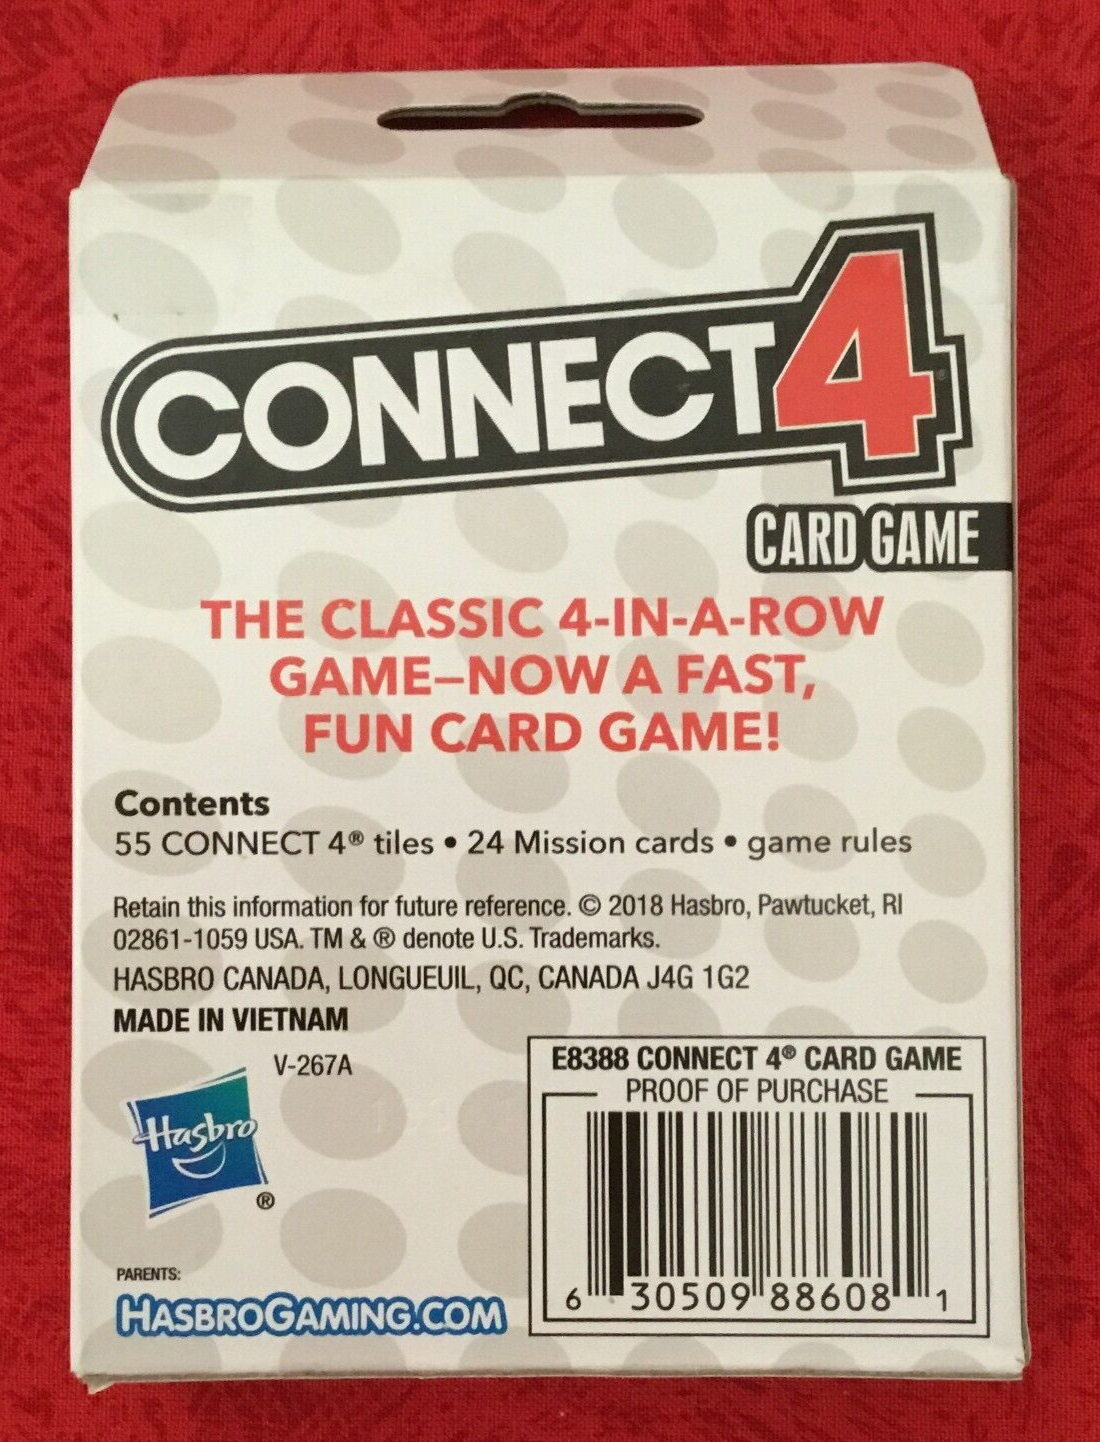 CONNECT 4
CARD GAME
THE CLASSIC 4-IN-A-ROW
GAME—NOW A FAST,
FUN CARD GAME!
Contents
55 CONNECT 4® tiles • 24 Mission cards • game rules
Retain this information for future reference. © 2018 Hasbro, Pawtucket, RI
02861-1059 USA. TM & ® denote U.S. Trademarks.
HASBRO CANADA, LONGUEUIL, QC, CANADA J4G 1G2
MADE IN VIETNAM
V-267A
Hasbro
®
PARENTS:
HASBROGAMING.COM
E8388 CONNECT 4® CARD GAME
PROOF OF PURCHASE
6 30509 88608 1